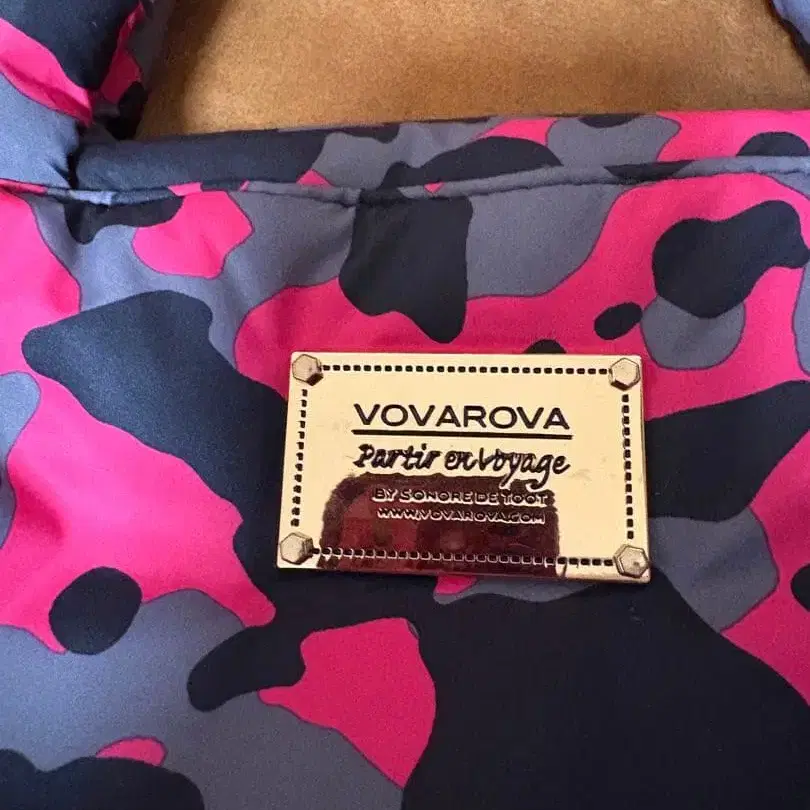 VOVAROVA
Partir en Voyage
BY SONORE DE TOOT
WWW.VOVAROVA.COM